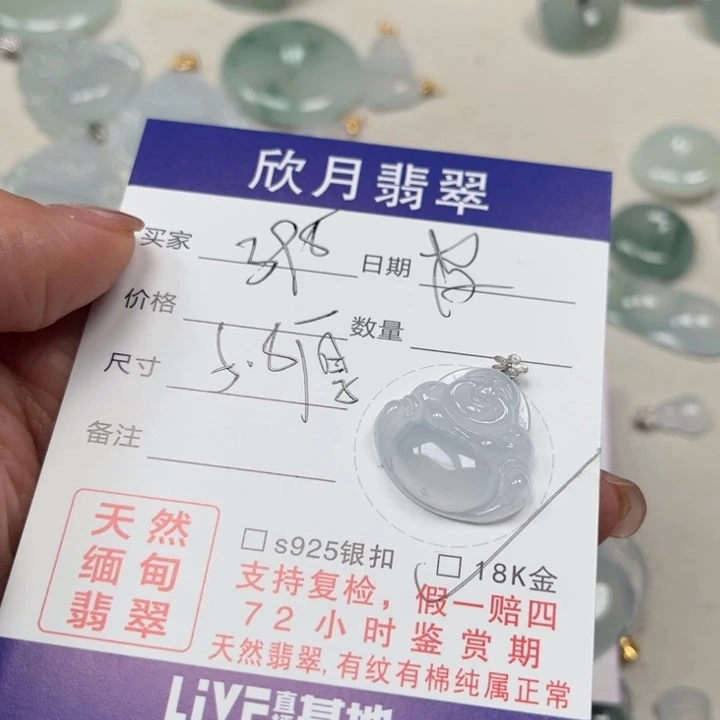 欣月翡翠
买家
日期
价格
数量
尺寸
备注
天然
缅甸
翡翠
□ s925银扣 □ 18K金
支持复检，假一赔四
72小时鉴赏期
天然翡翠,有纹有棉纯属正常
LiVE 基地